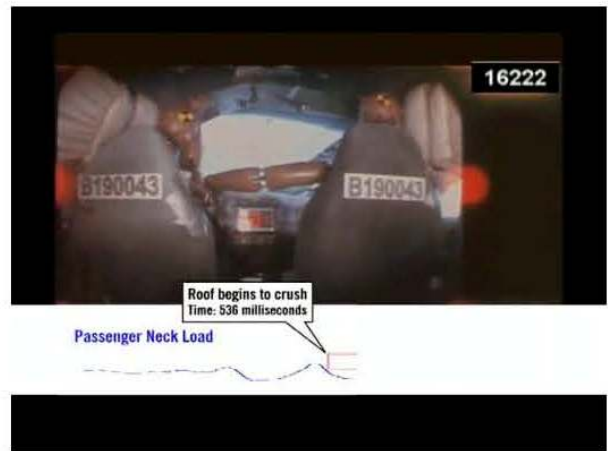 16222
B190043
B190043
Roof begins to crush
Time: 536 milliseconds
Passenger Neck Load